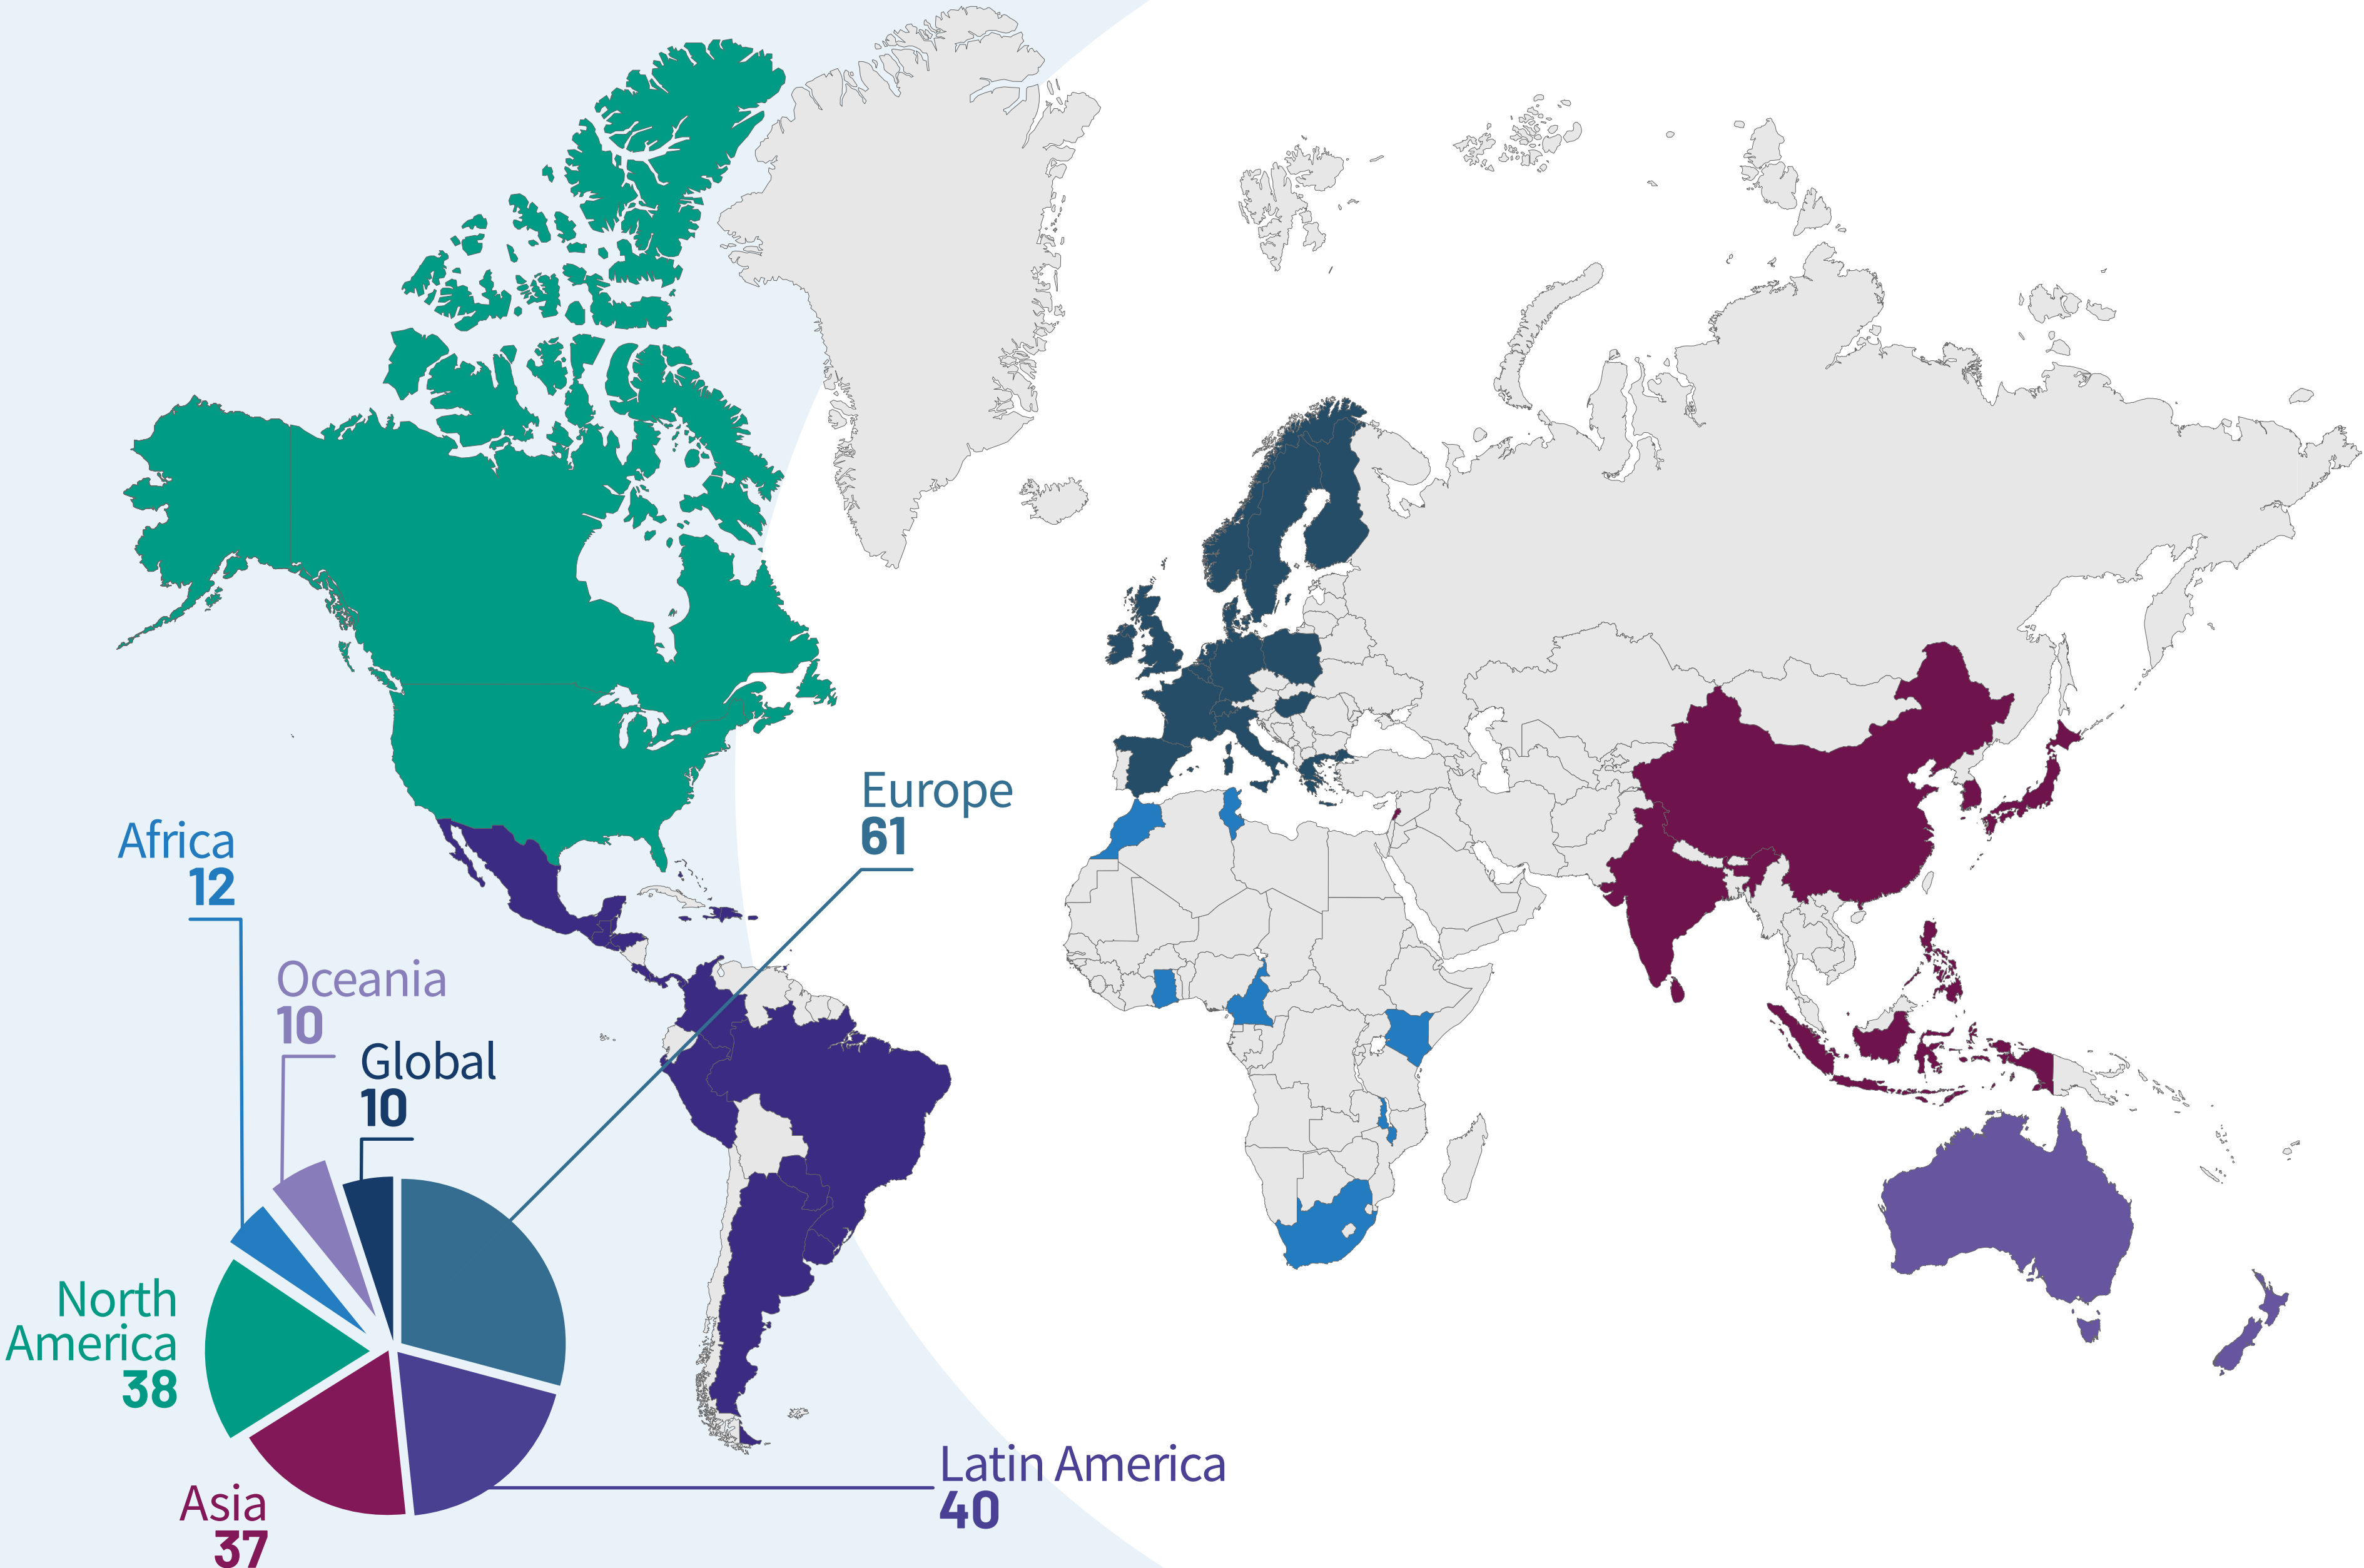 Europe
61
Africa
12
Oceania
10
Global
10
North
America
38
Latin America
40
Asia
37